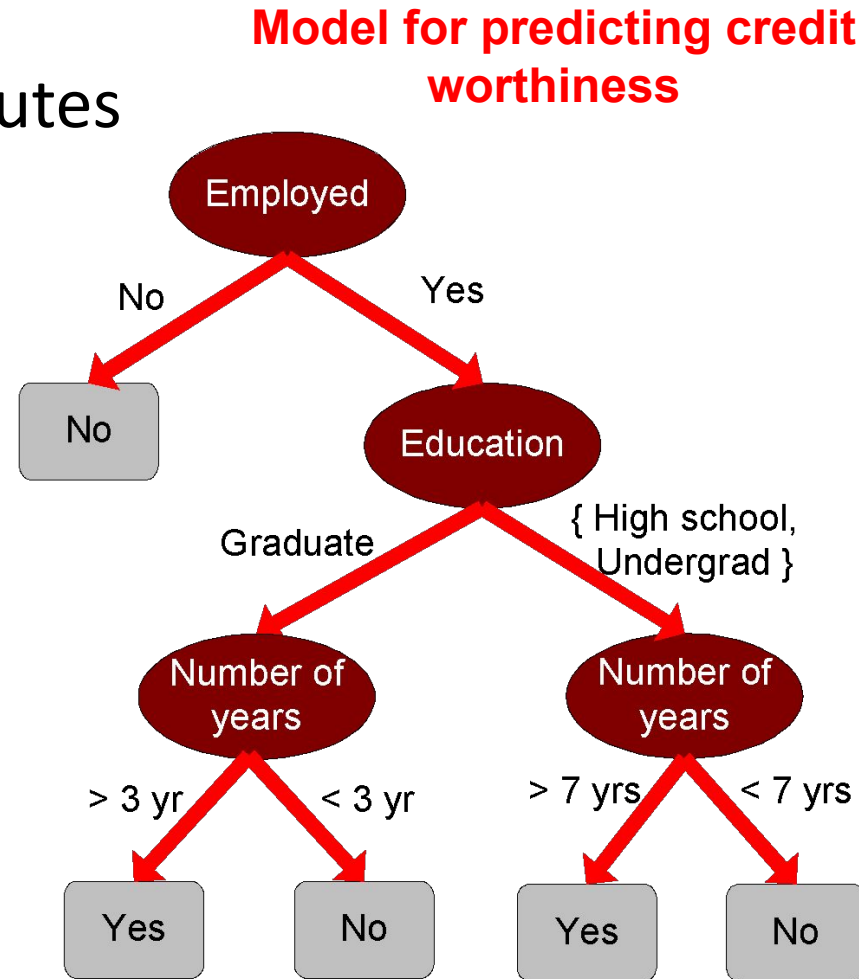 Model for predicting credit
worthiness
utes
Employed
No
Yes
No
Education
Graduate
{ High school,
Undergrad }
Number of
years
Number of
years
> 3 yr
< 3 yr
> 7 yrs
< 7 yrs
Yes
No
Yes
No